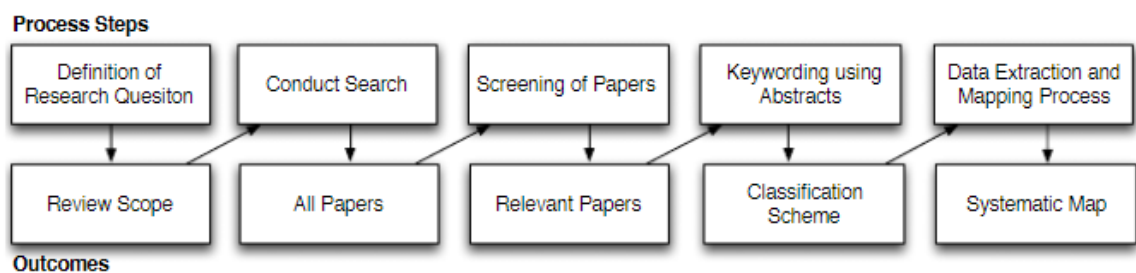 Process Steps
Definition of
Research Quesiton
Conduct Search
Screening of Papers
Keywording using
Abstracts
Data Extraction and
Mapping Process
Review Scope
All Papers
Relevant Papers
Classification
Scheme
Systematic Map
Outcomes